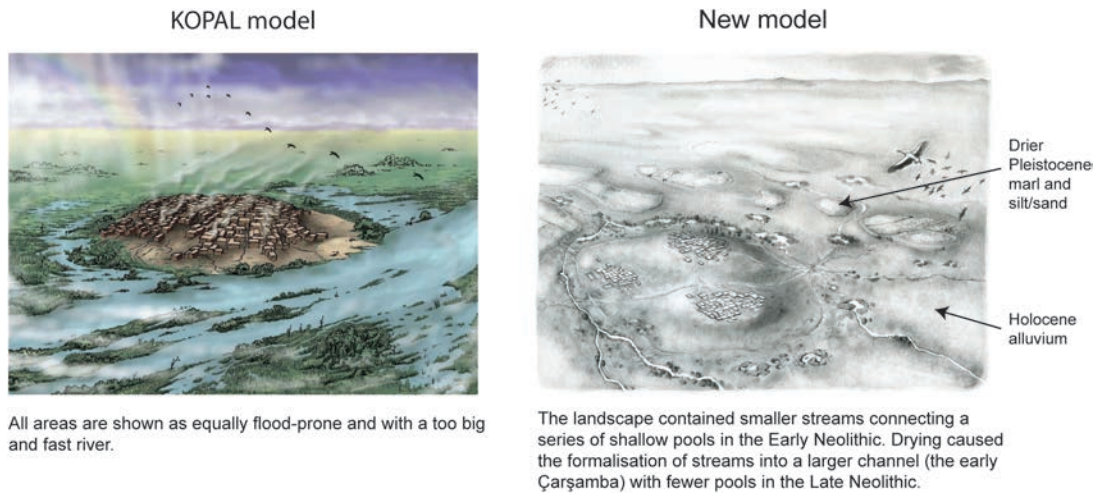 KOPAL model
New model
Drier
Pleistocene
marl and
silt/sand
Holocene
alluvium
All areas are shown as equally flood-prone and with a too big
and fast river.
The landscape contained smaller streams connecting a
series of shallow pools in the Early Neolithic. Drying caused
the formalisation of streams into a larger channel (the early
Çarşamba) with fewer pools in the Late Neolithic.